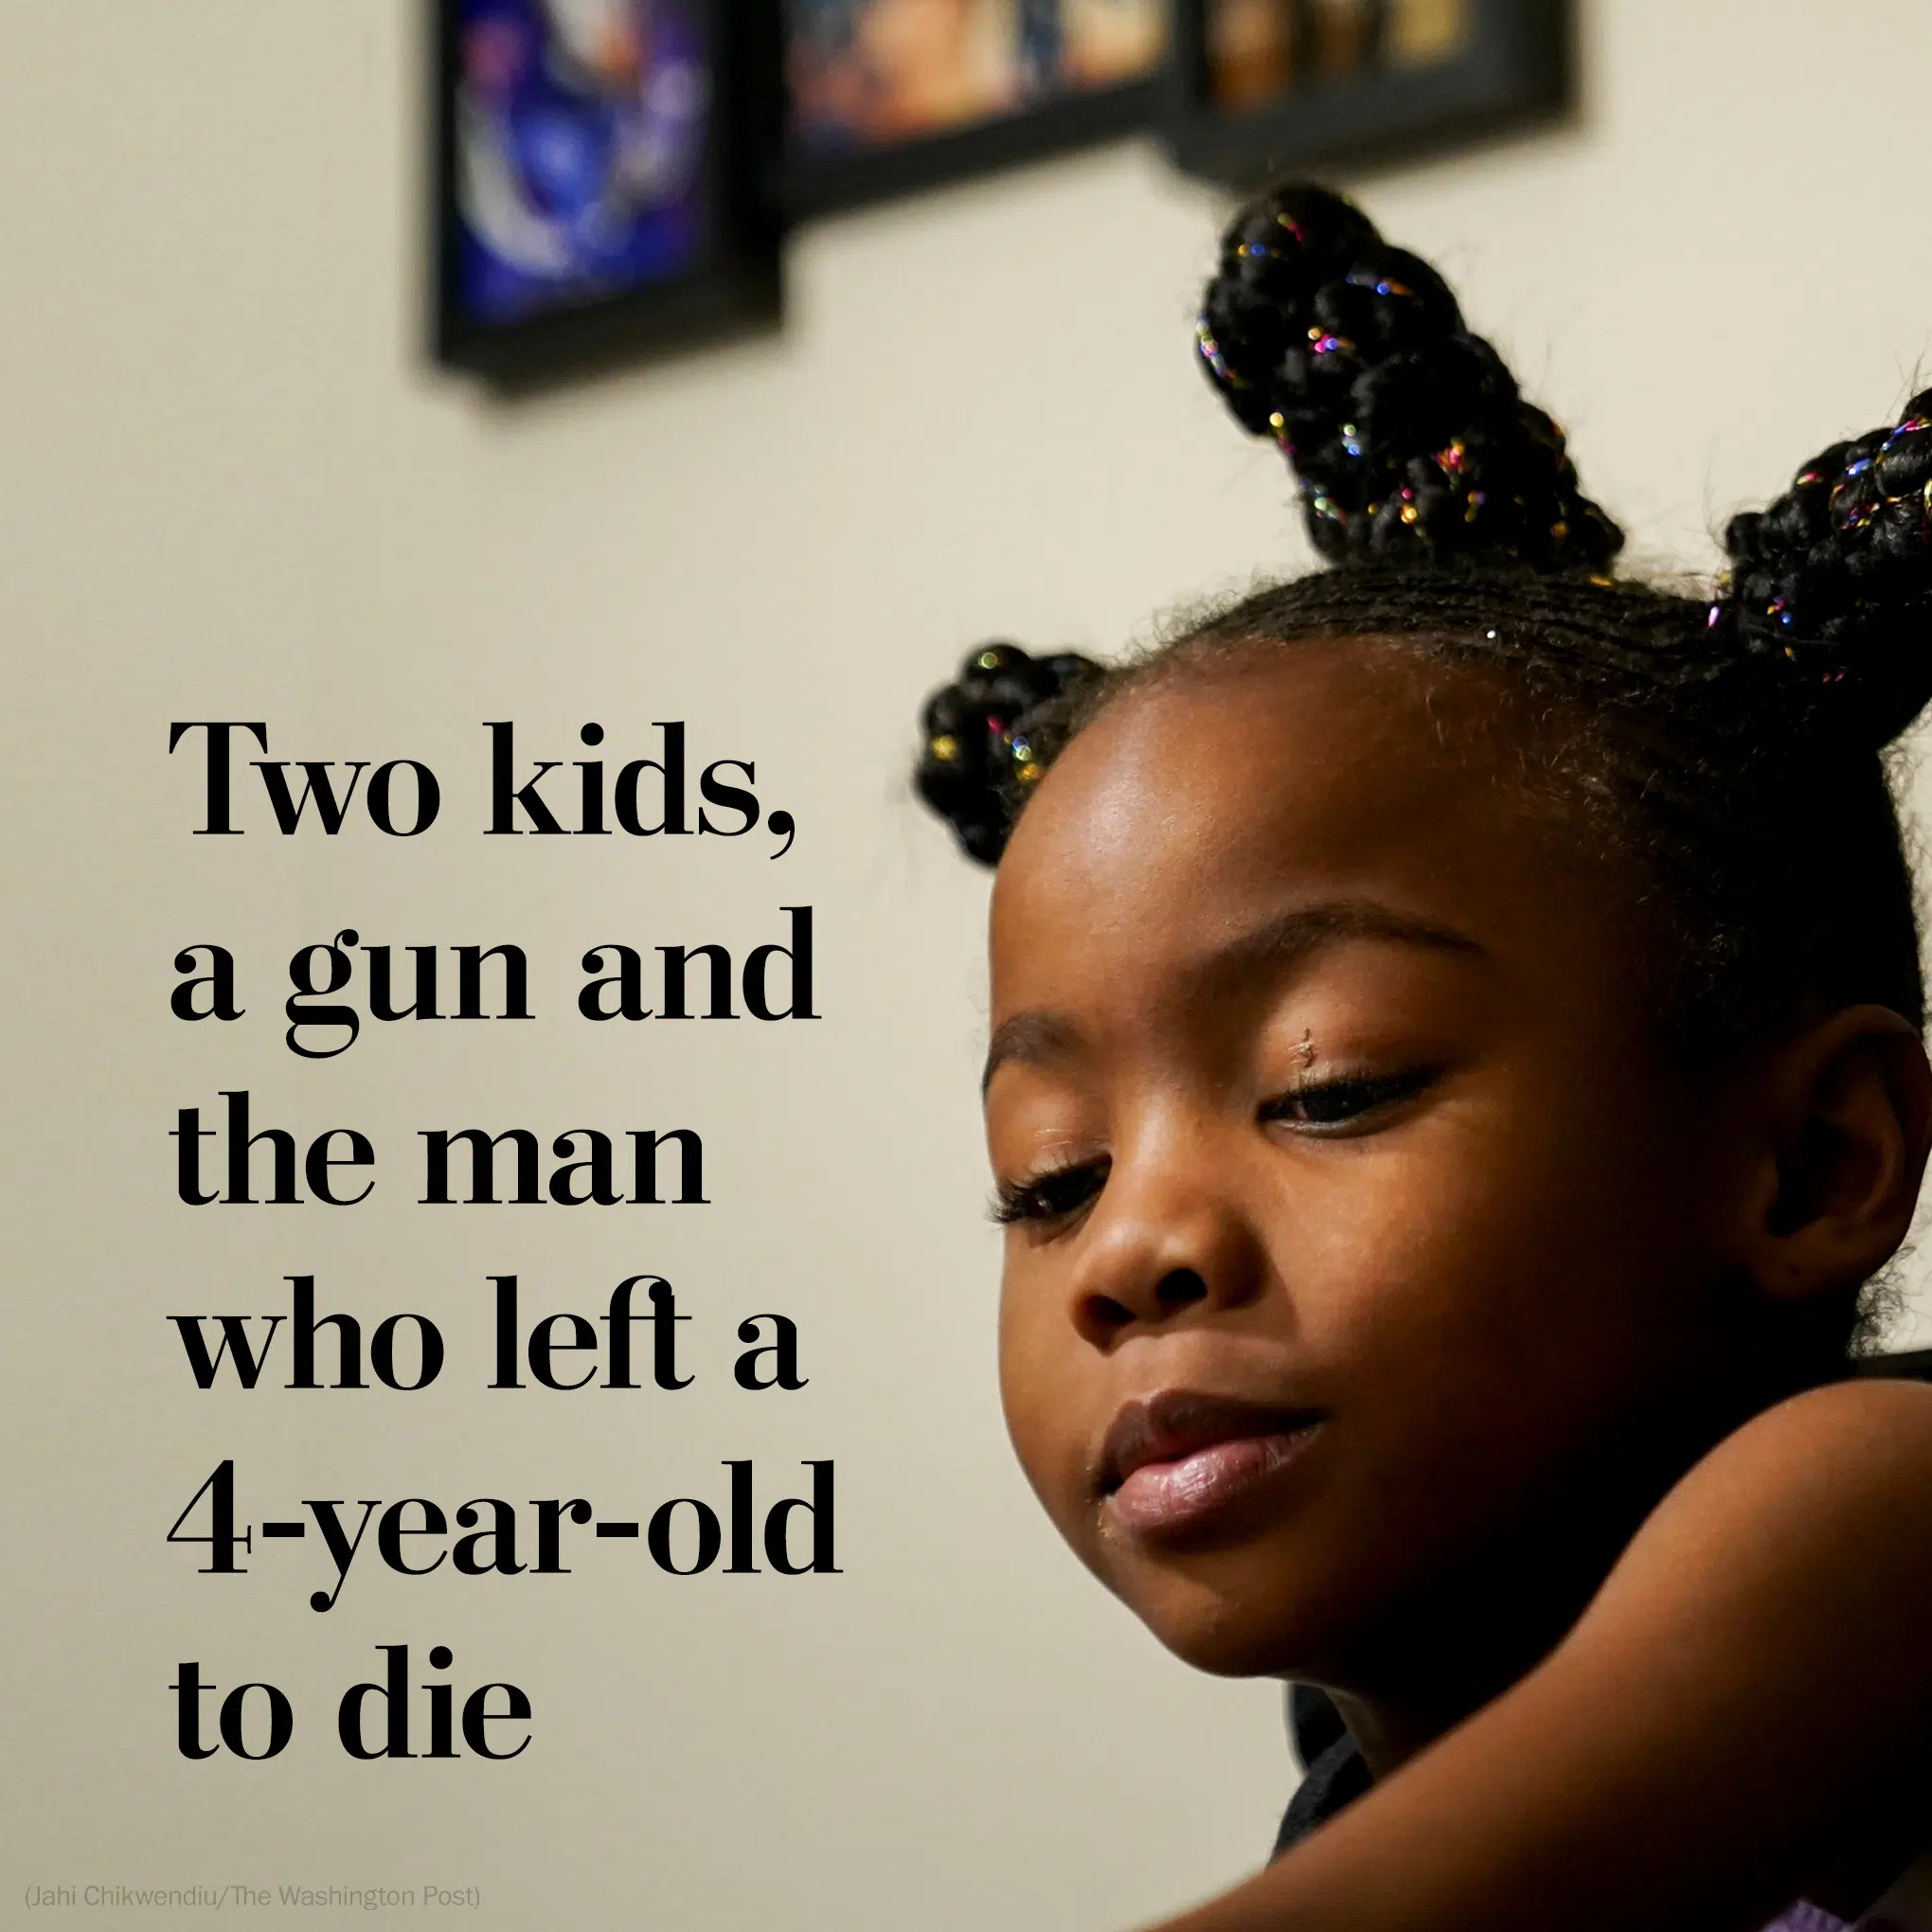 Two kids,
a gun and
the man
who left a
4-year-old
to die
(Jahi Chikwendiu/The Washington Post)